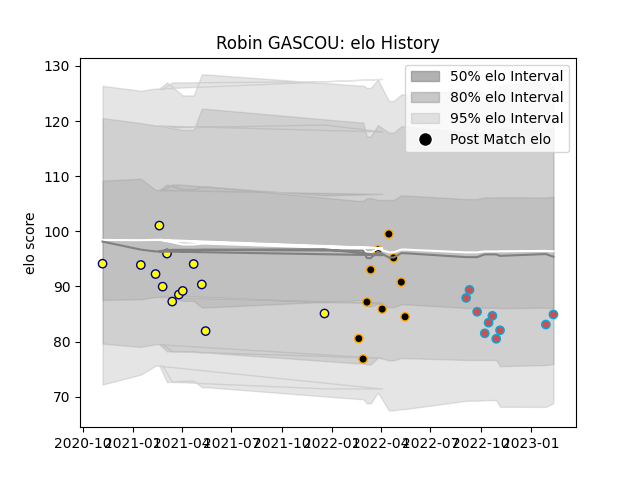 Robin GASCOU: elo History
130
120
110
100
90
80
70
elo score
50% elo Interval
80% elo Interval
95% elo Interval
Post Match elo
2020-10 2021-01 2021-04 2021-07 2021-10 2022-01 2022-04 2022-07 2022-10 2023-01